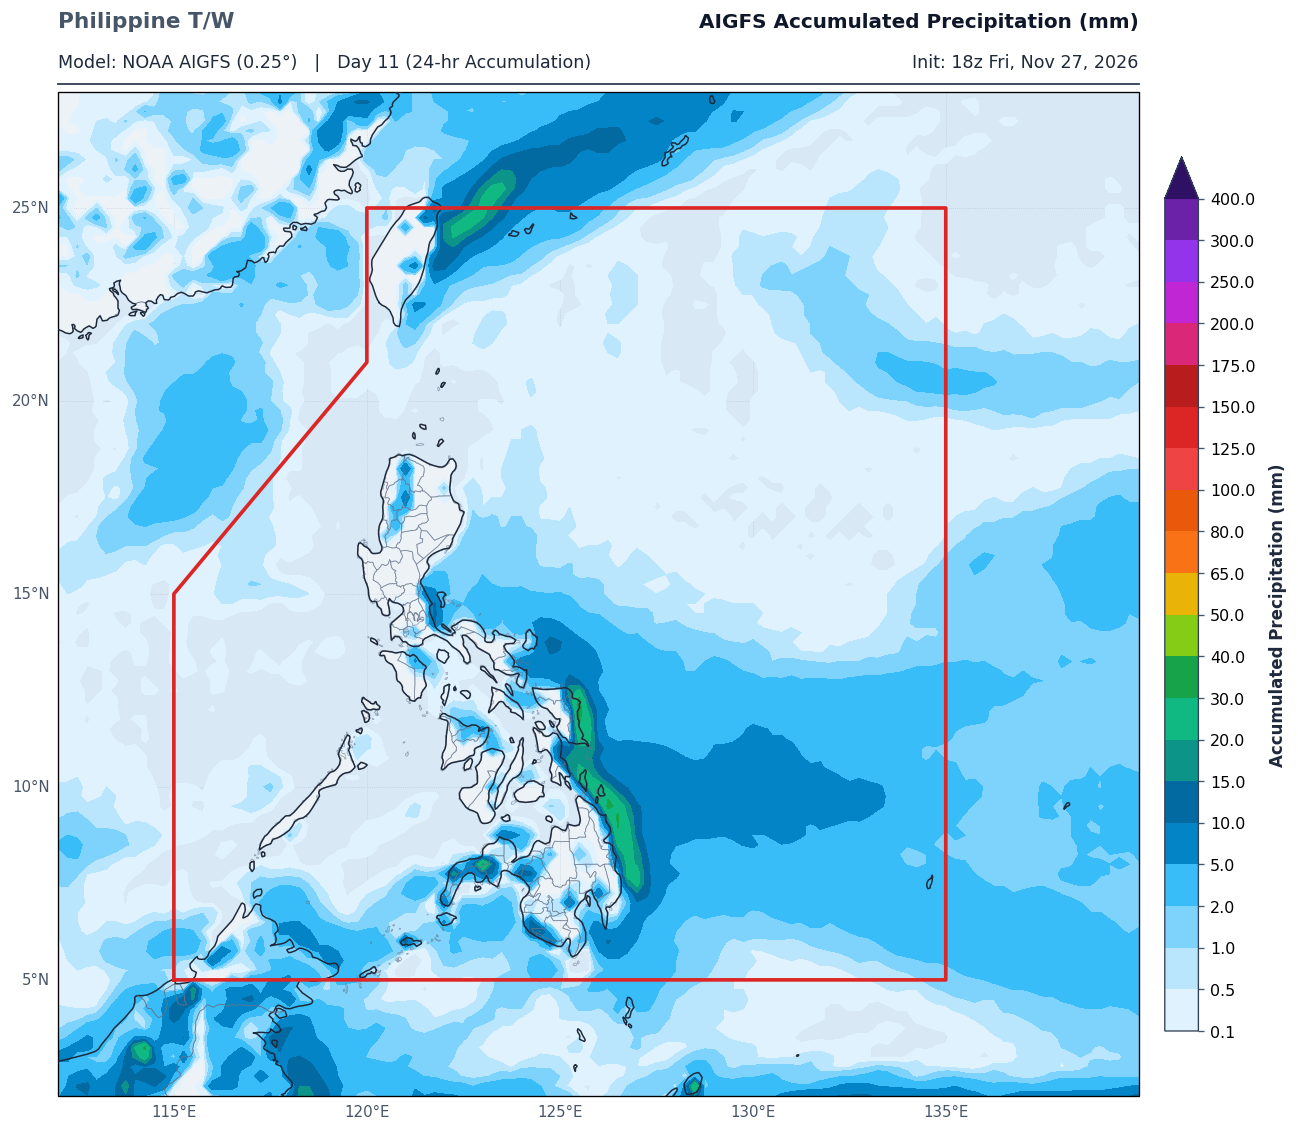 Philippine T/W
AIGFS Accumulated Precipitation (mm)
Model: NOAA AIGFS (0.25°) | Day 11 (24-hr Accumulation)
Init: 18z Fri, Nov 27, 2026
25°N
20°N
15°N
10°N
5°N
115°E
120°E
125°E
130°E
135°E
400.0
300.0
250.0
200.0
175.0
150.0
125.0
100.0
80.0
65.0
50.0
40.0
30.0
20.0
15.0
10.0
5.0
2.0
1.0
0.5
0.1
Accumulated Precipitation (mm)